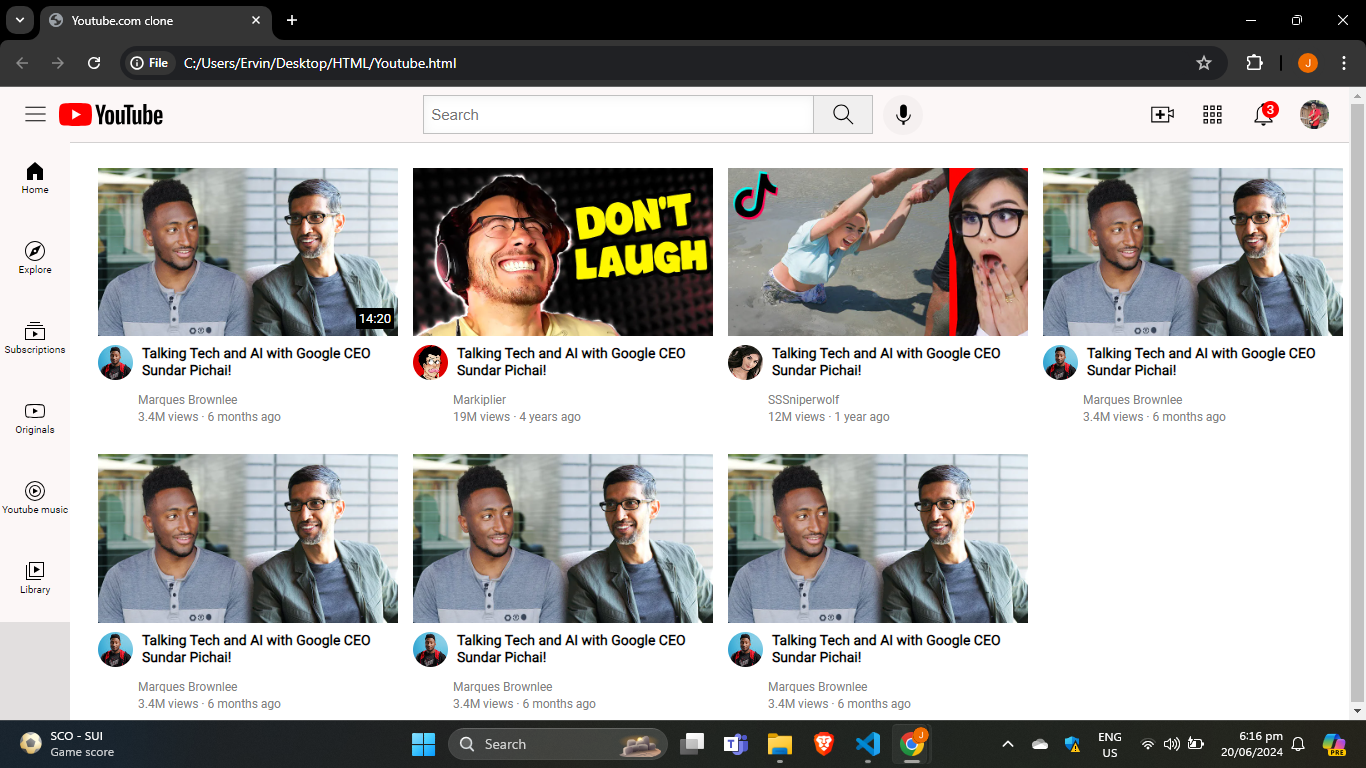 Youtube.com clone
File
C:/Users/Ervin/Desktop/HTML/Youtube.html
J
YouTube
Search
3
Home
Explore
Subscriptions
Originals
Youtube music
Library
14:20
DON'T
LAUGH
Talking Tech and AI with Google CEO
Sundar Pichai!
Marques Brownlee
3.4M views · 6 months ago
Talking Tech and AI with Google CEO
Sundar Pichai!
Markiplier
19M views · 4 years ago
Talking Tech and AI with Google CEO
Sundar Pichai!
SSSniperwolf
12M views · 1 year ago
Talking Tech and AI with Google CEO
Sundar Pichai!
Marques Brownlee
3.4M views · 6 months ago
Talking Tech and AI with Google CEO
Sundar Pichai!
Marques Brownlee
3.4M views · 6 months ago
Talking Tech and AI with Google CEO
Sundar Pichai!
Marques Brownlee
3.4M views · 6 months ago
Talking Tech and AI with Google CEO
Sundar Pichai!
Marques Brownlee
3.4M views · 6 months ago
SCO - SUI
Game score
Search
J
ENG
US
6:16 pm
20/06/2024
PRE